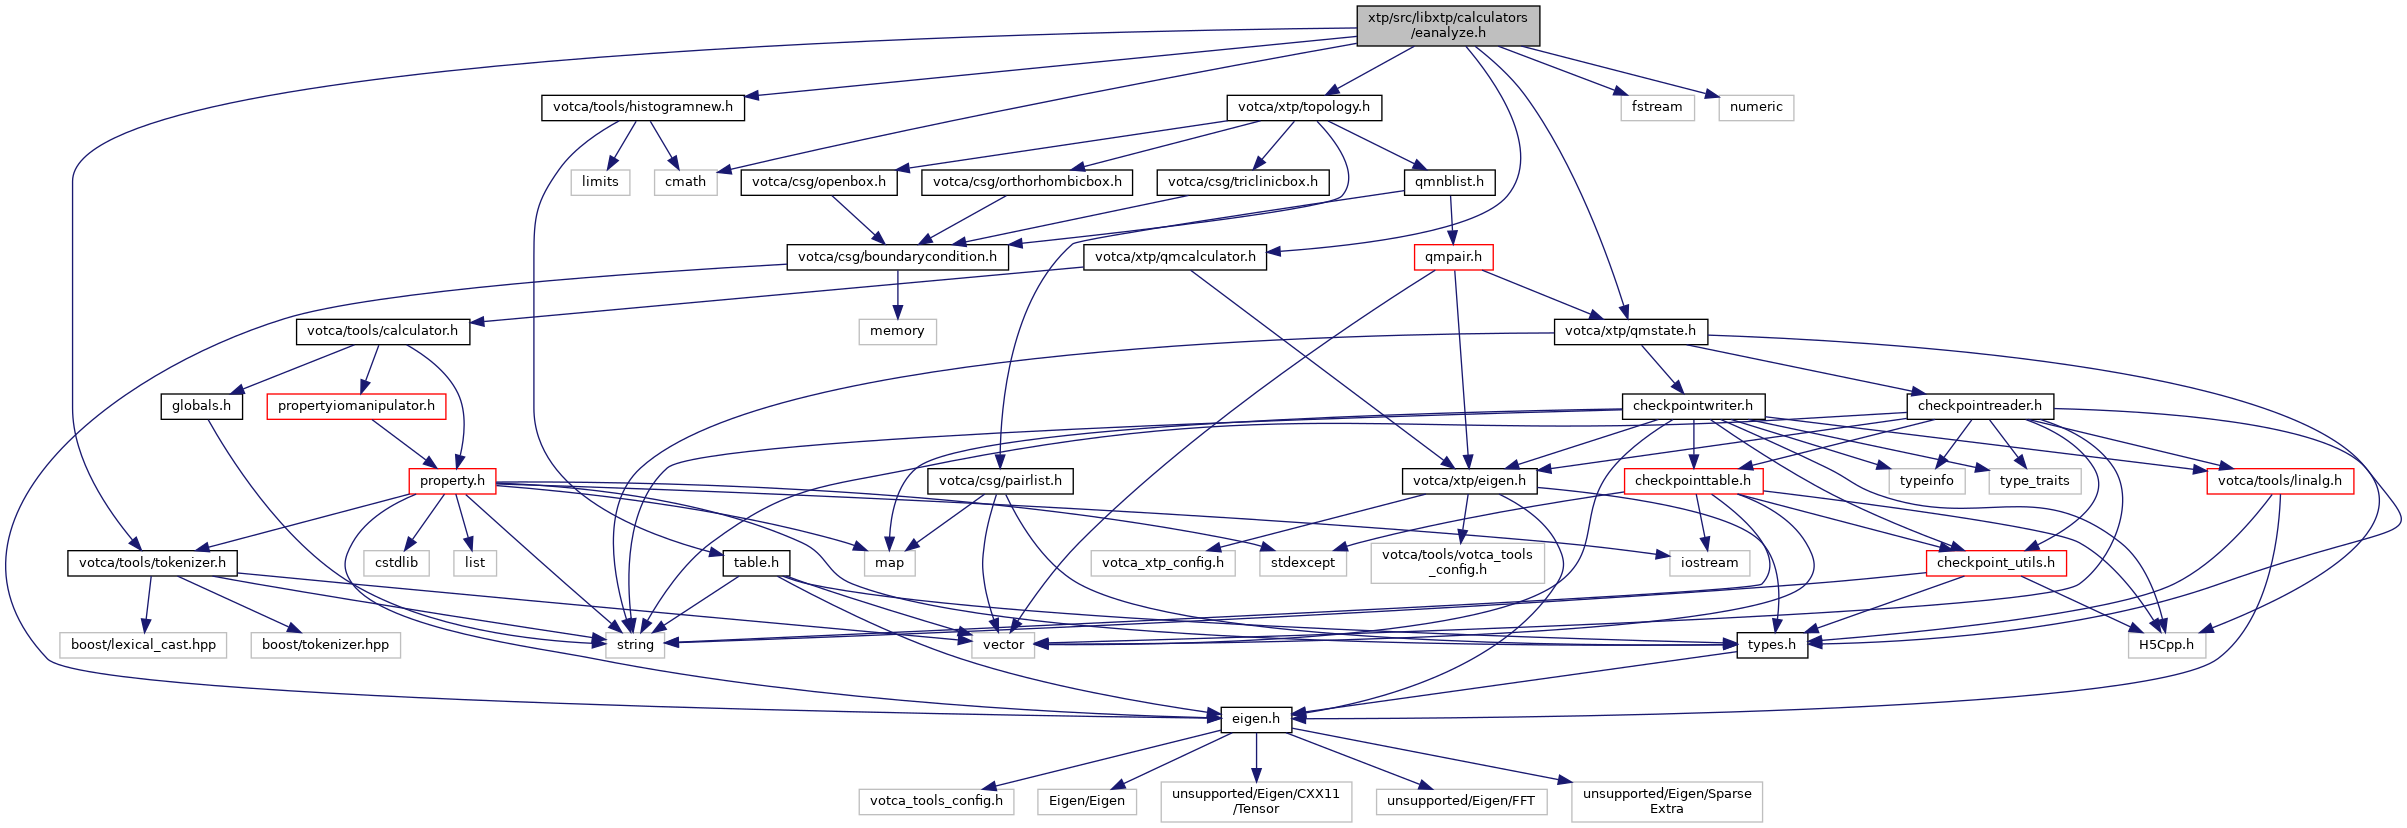 xtp/src/libxtp/calculators
/eanalyze.h
votca/tools/histogramnew.h
votca/xtp/topology.h
fstream
numeric
limits
cmath
votca/csg/openbox.h
votca/csg/orthorhombicbox.h
votca/csg/triclinicbox.h
qmnblist.h
votca/csg/boundarycondition.h
votca/xtp/qmcalculator.h
qmpair.h
votca/tools/calculator.h
memory
votca/xtp/qmstate.h
globals.h
propertyiomanipulator.h
checkpointwriter.h
checkpointreader.h
property.h
votca/csg/pairlist.h
votca/xtp/eigen.h
checkpointtable.h
typeinfo
type_traits
votca/tools/linalg.h
votca/tools/tokenizer.h
cstdlib
list
table.h
map
votca_xtp_config.h
stdexcept
votca/tools/votca_tools
_config.h
iostream
checkpoint_utils.h
boost/lexical_cast.hpp
boost/tokenizer.hpp
string
vector
types.h
H5Cpp.h
eigen.h
votca_tools_config.h
Eigen/Eigen
unsupported/Eigen/CXX11
/Tensor
unsupported/Eigen/FFT
unsupported/Eigen/Sparse
Extra